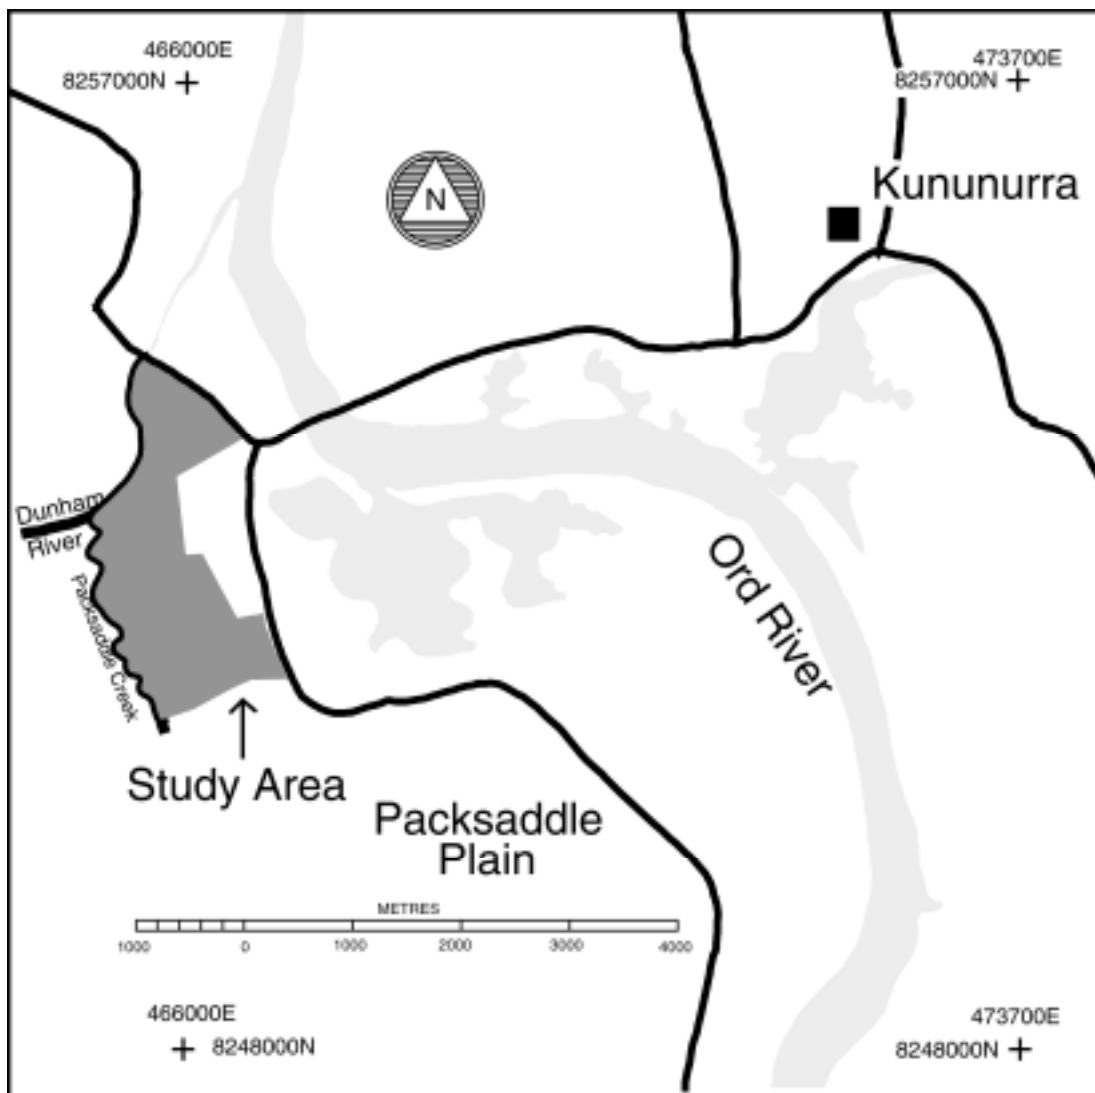 466000E
8257000N
473700E
8257000N
Kununurra
N
Dunham
River
Packsaddle Creek
Ord River
Study Area
Packsaddle
Plain
METRES
1000 0 1000 2000 3000 4000
466000E
8248000N
473700E
8248000N